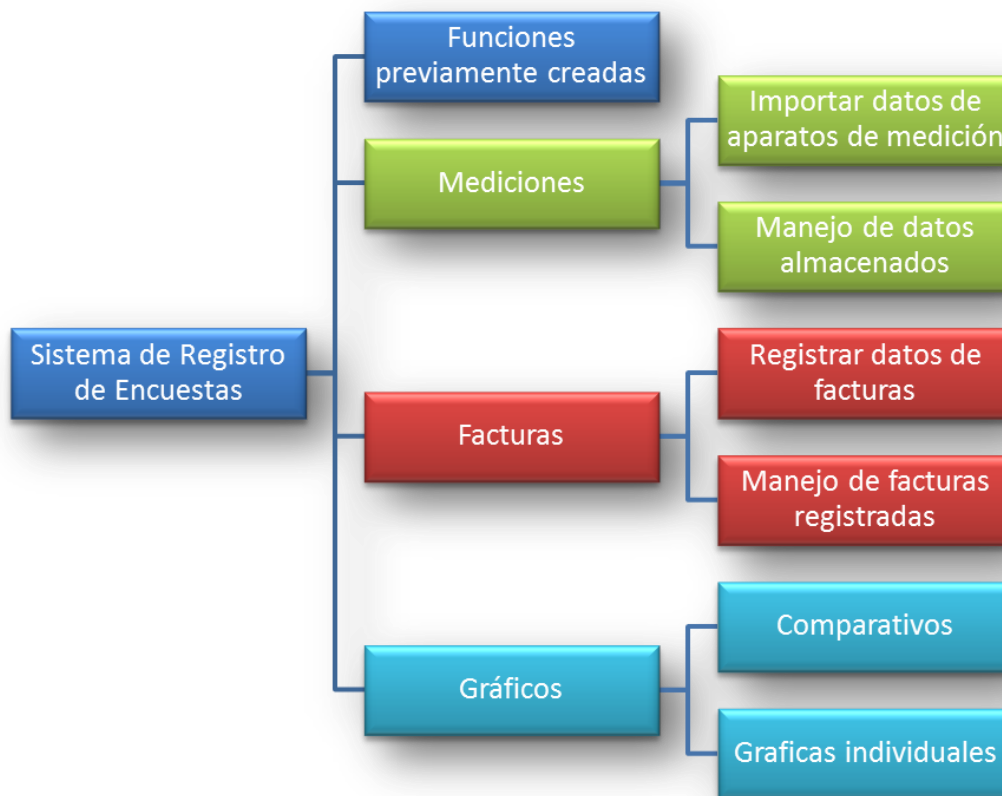 Funciones
previamente creadas
Importar datos de
aparatos de medición
Mediciones
Manejo de datos
almacenados
Sistema de Registro
de Encuestas
Registrar datos de
facturas
Facturas
Manejo de facturas
registradas
Comparativos
Gráficos
Graficas individuales